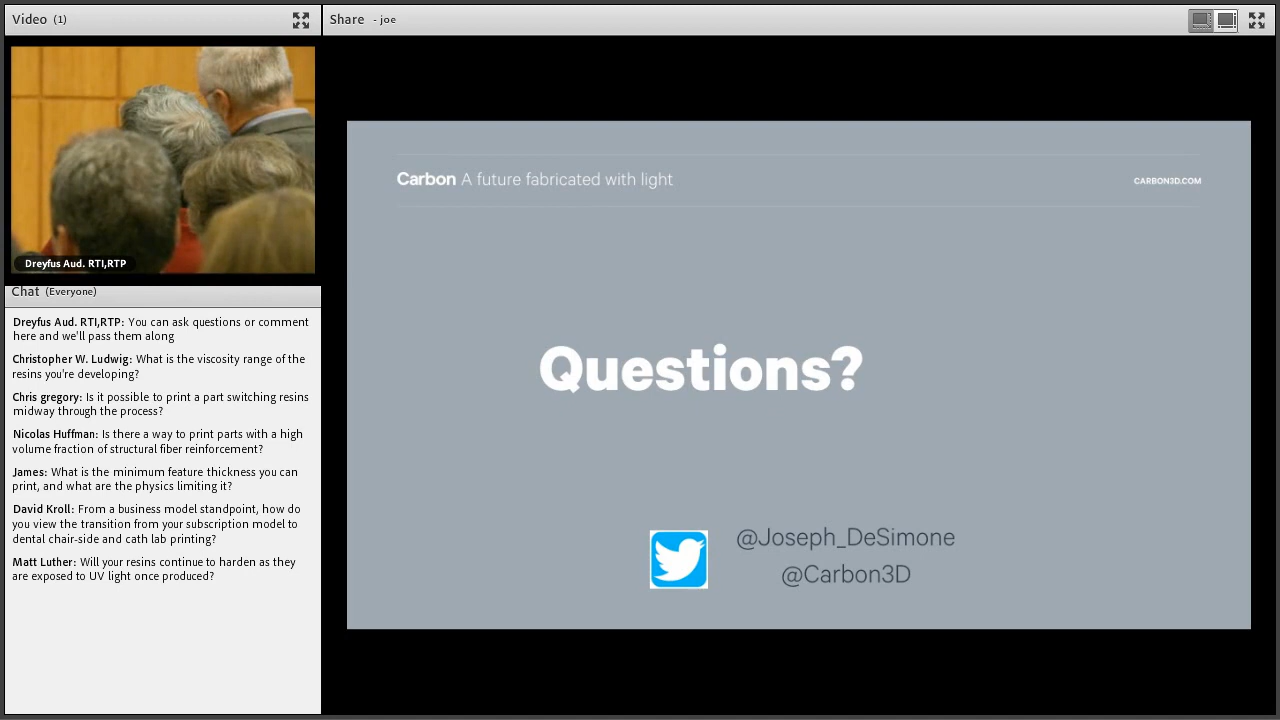 Video (1)
Share - joe
Dreyfus Aud. RTI,RTP
Chat (Everyone)
Dreyfus Aud. RTI,RTP: You can ask questions or comment
here and we'll pass them along
Christopher W. Ludwig: What is the viscosity range of the
resins you're developing?
Chris gregory: Is it possible to print a part switching resins
midway through the process?
Nicolas Huffman: Is there a way to print parts with a high
volume fraction of structural fiber reinforcement?
James: What is the minimum feature thickness you can
print, and what are the physics limiting it?
David Kroll: From a business model standpoint, how do
you view the transition from your subscription model to
dental chair-side and cath lab printing?
Matt Luther: Will your resins continue to harden as they
are exposed to UV light once produced?
Carbon A future fabricated with light
CARBON3D.COM
Questions?
@Joseph_DeSimone
@Carbon3D